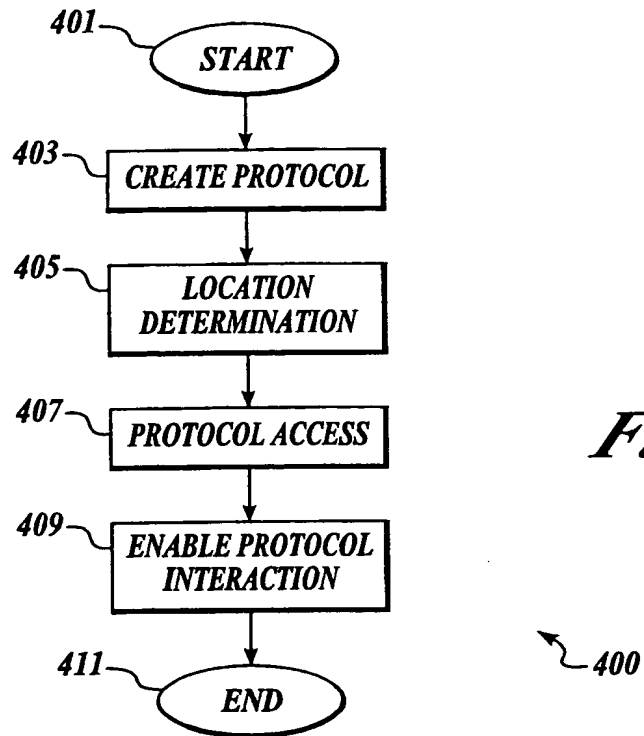 401
START
403
CREATE PROTOCOL
405
LOCATION
DETERMINATION
407
PROTOCOL ACCESS
409
ENABLE PROTOCOL
INTERACTION
411
END
400